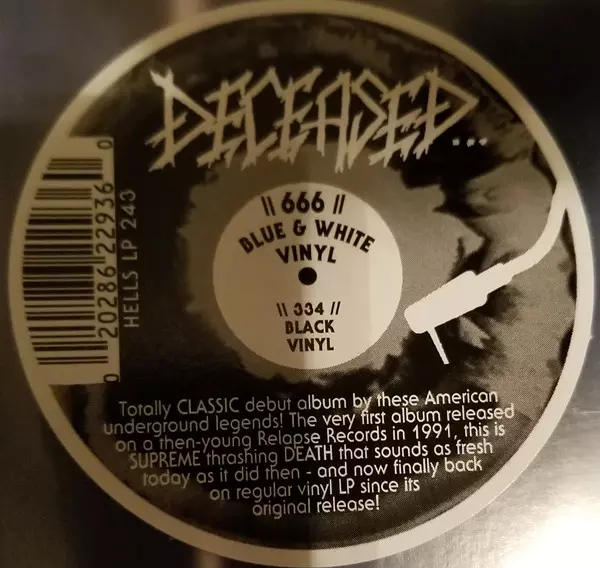 DECEASED...
|| 666 ||
BLUE & WHITE
VINYL
|| 334 //
BLACK
VINYL
0 20286 22936 0
HELLS LP 243
Totally CLASSIC debut album by these American
underground legends! The very first album released
on a then-young Relapse Records in 1991, this is
SUPREME thrashing DEATH that sounds as fresh
today as it did then - and now finally back
on regular vinyl LP since its
original release!